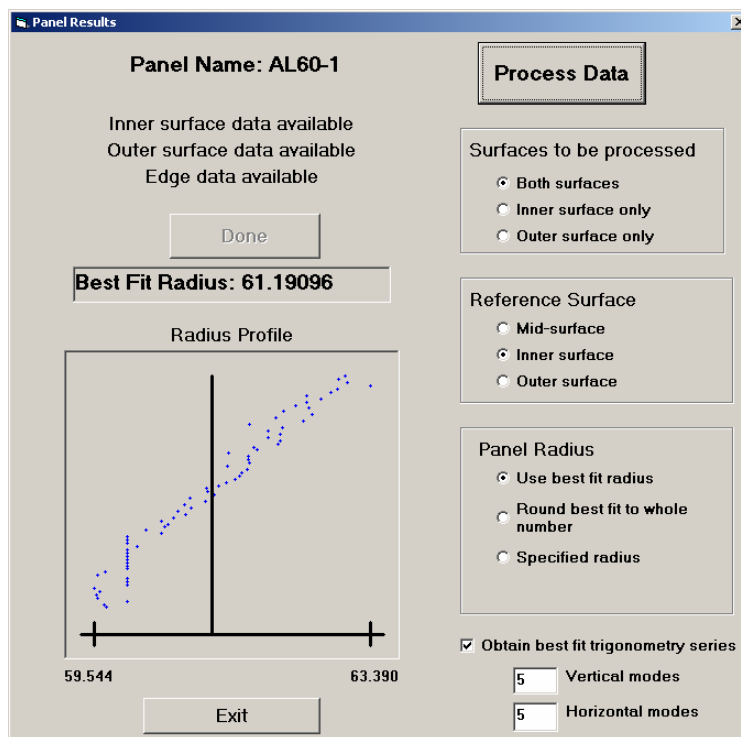 Panel Results
Panel Name: AL60-1
Inner surface data available
Outer surface data available
Edge data available
Done
Best Fit Radius: 61.19096
Radius Profile
59.544
63.390
Exit
Process Data
Surfaces to be processed
Both surfaces
Inner surface only
Outer surface only
Reference Surface
Mid-surface
Inner surface
Outer surface
Panel Radius
Use best fit radius
Round best fit to whole
number
Specified radius
Obtain best fit trigonometry series
5 Vertical modes
5 Horizontal modes